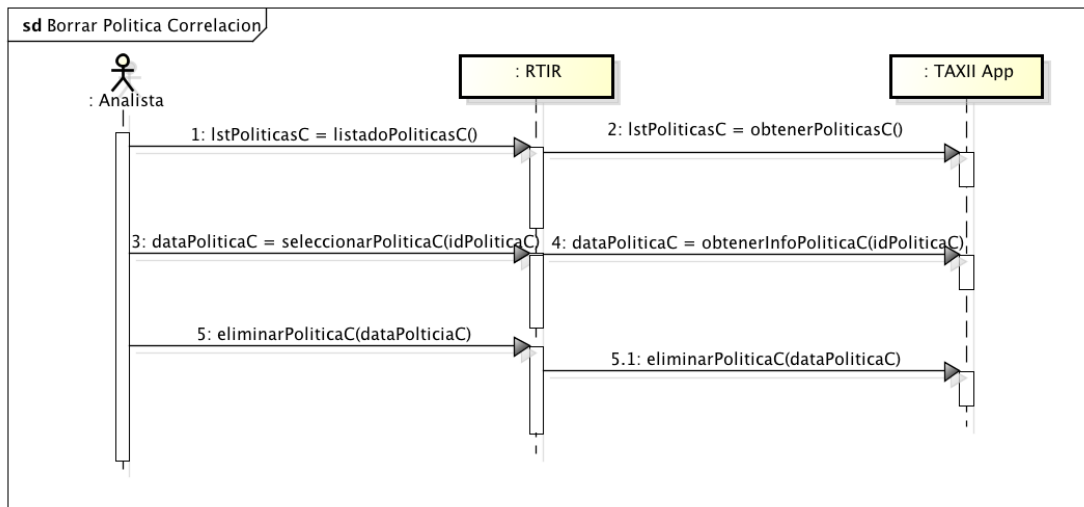 sd Borrar Politica Correlacion
: Analista
: RTIR
: TAXII App
1: lstPoliticasC = listadoPoliticasC()
2: lstPoliticasC = obtenerPoliticasC()
3: dataPoliticaC = seleccionarPoliticaC(idPoliticaC)
4: dataPoliticaC = obtenerInfoPoliticaC(idPoliticaC)
5: eliminarPoliticaC(dataPolticiaC)
5.1: eliminarPoliticaC(dataPoliticaC)